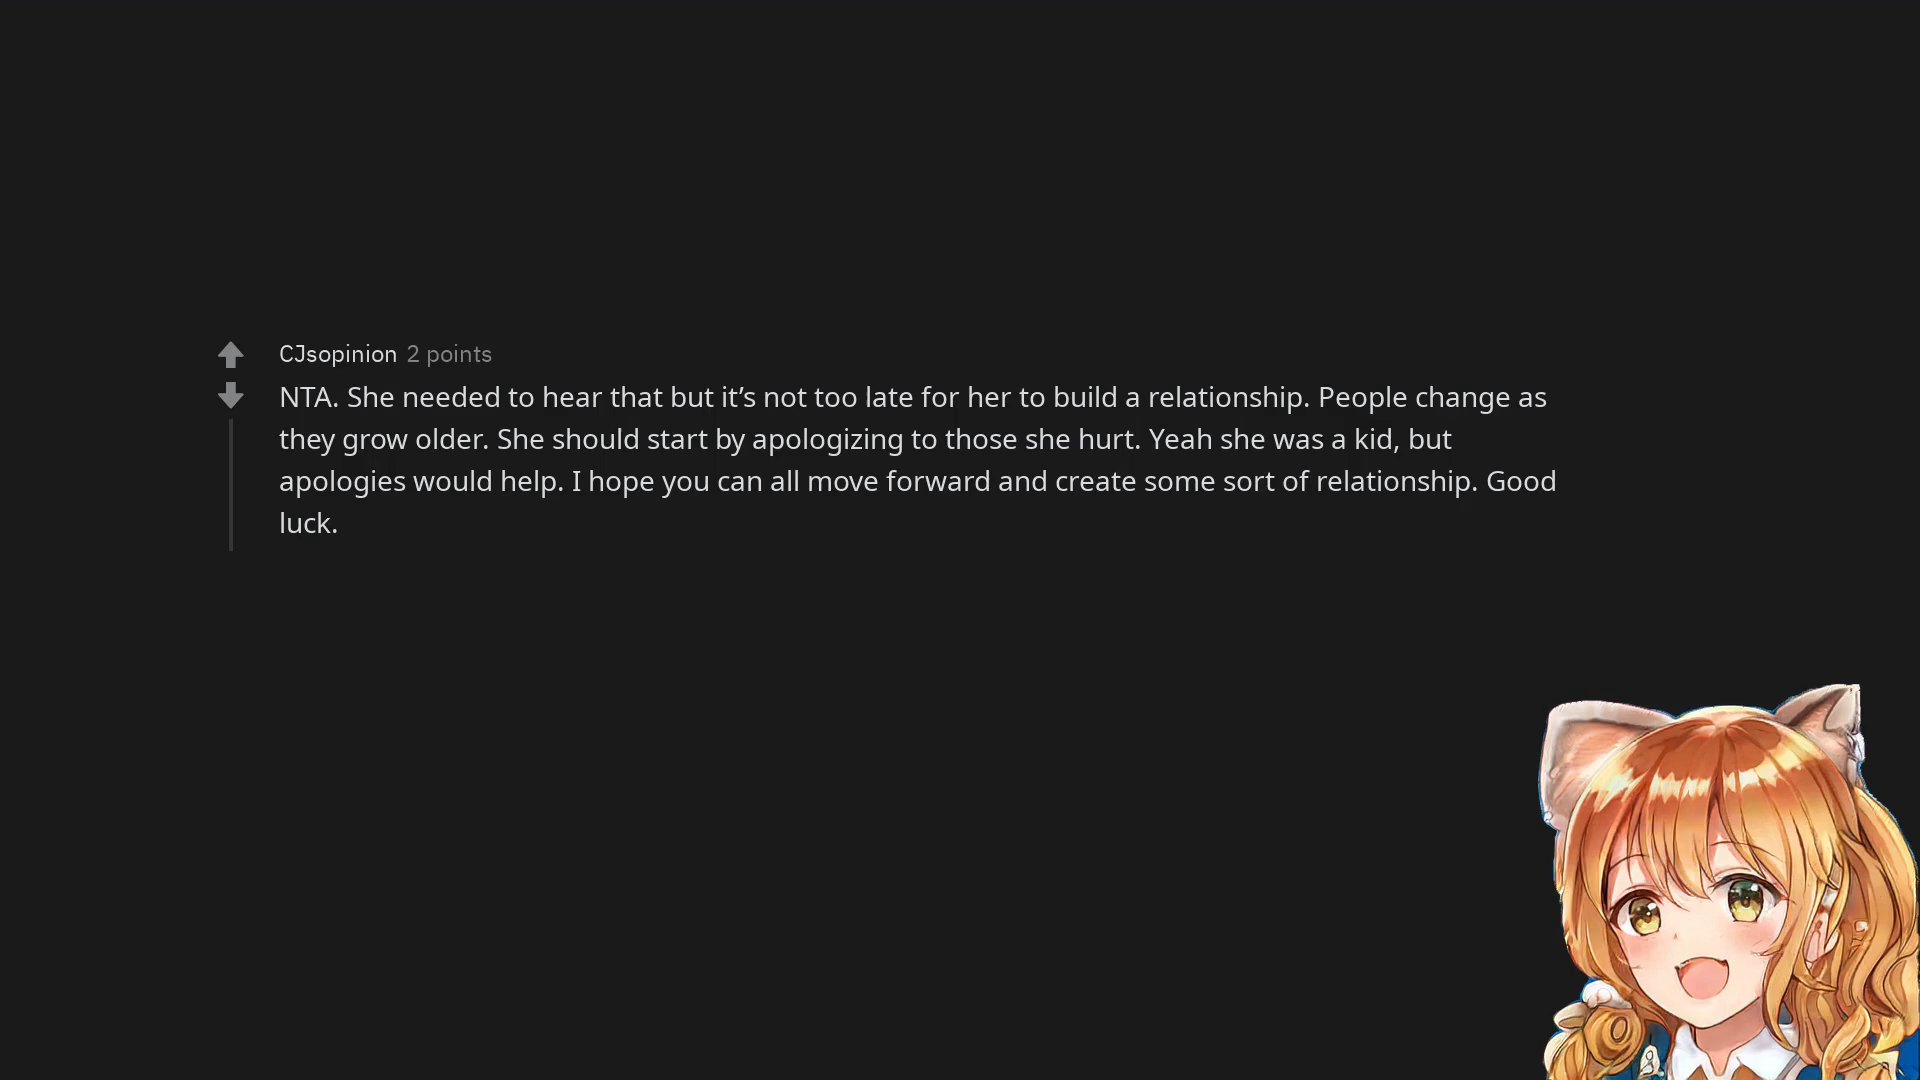 CJsopinion 2 points
NTA. She needed to hear that but it’s not too late for her to build a relationship. People change as
they grow older. She should start by apologizing to those she hurt. Yeah she was a kid, but
apologies would help. I hope you can all move forward and create some sort of relationship. Good
luck.